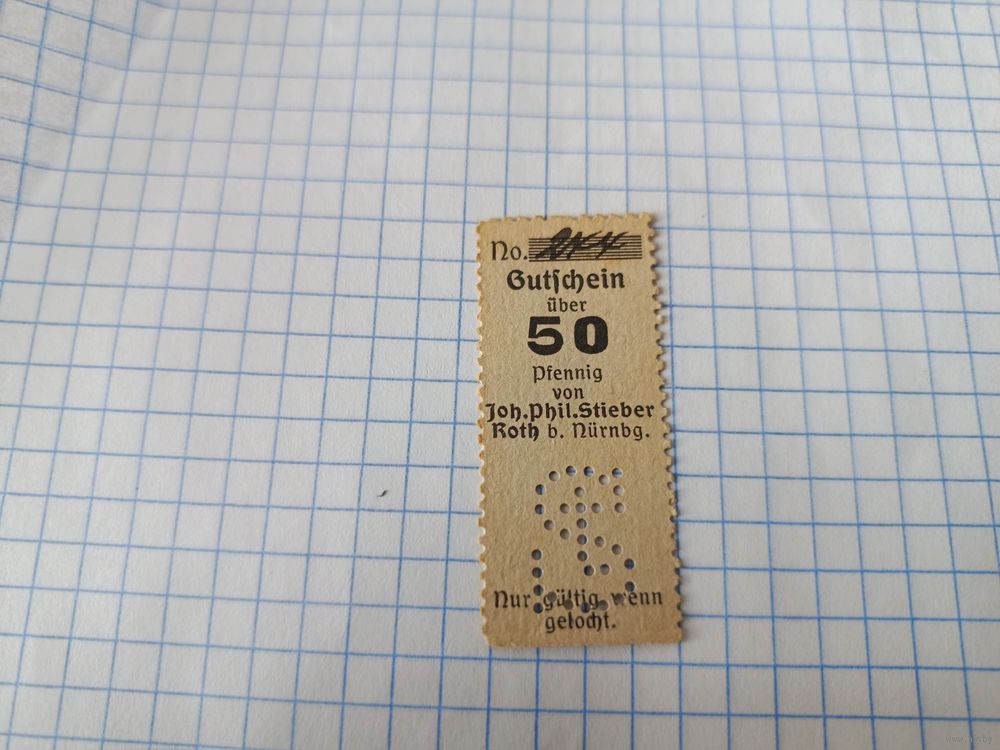 No.
Gutschein
über
50
Pfennig
von
Joh.Phil.Stieber
Roth b. Nürnbg.
Nur gültig wenn
gelocht.